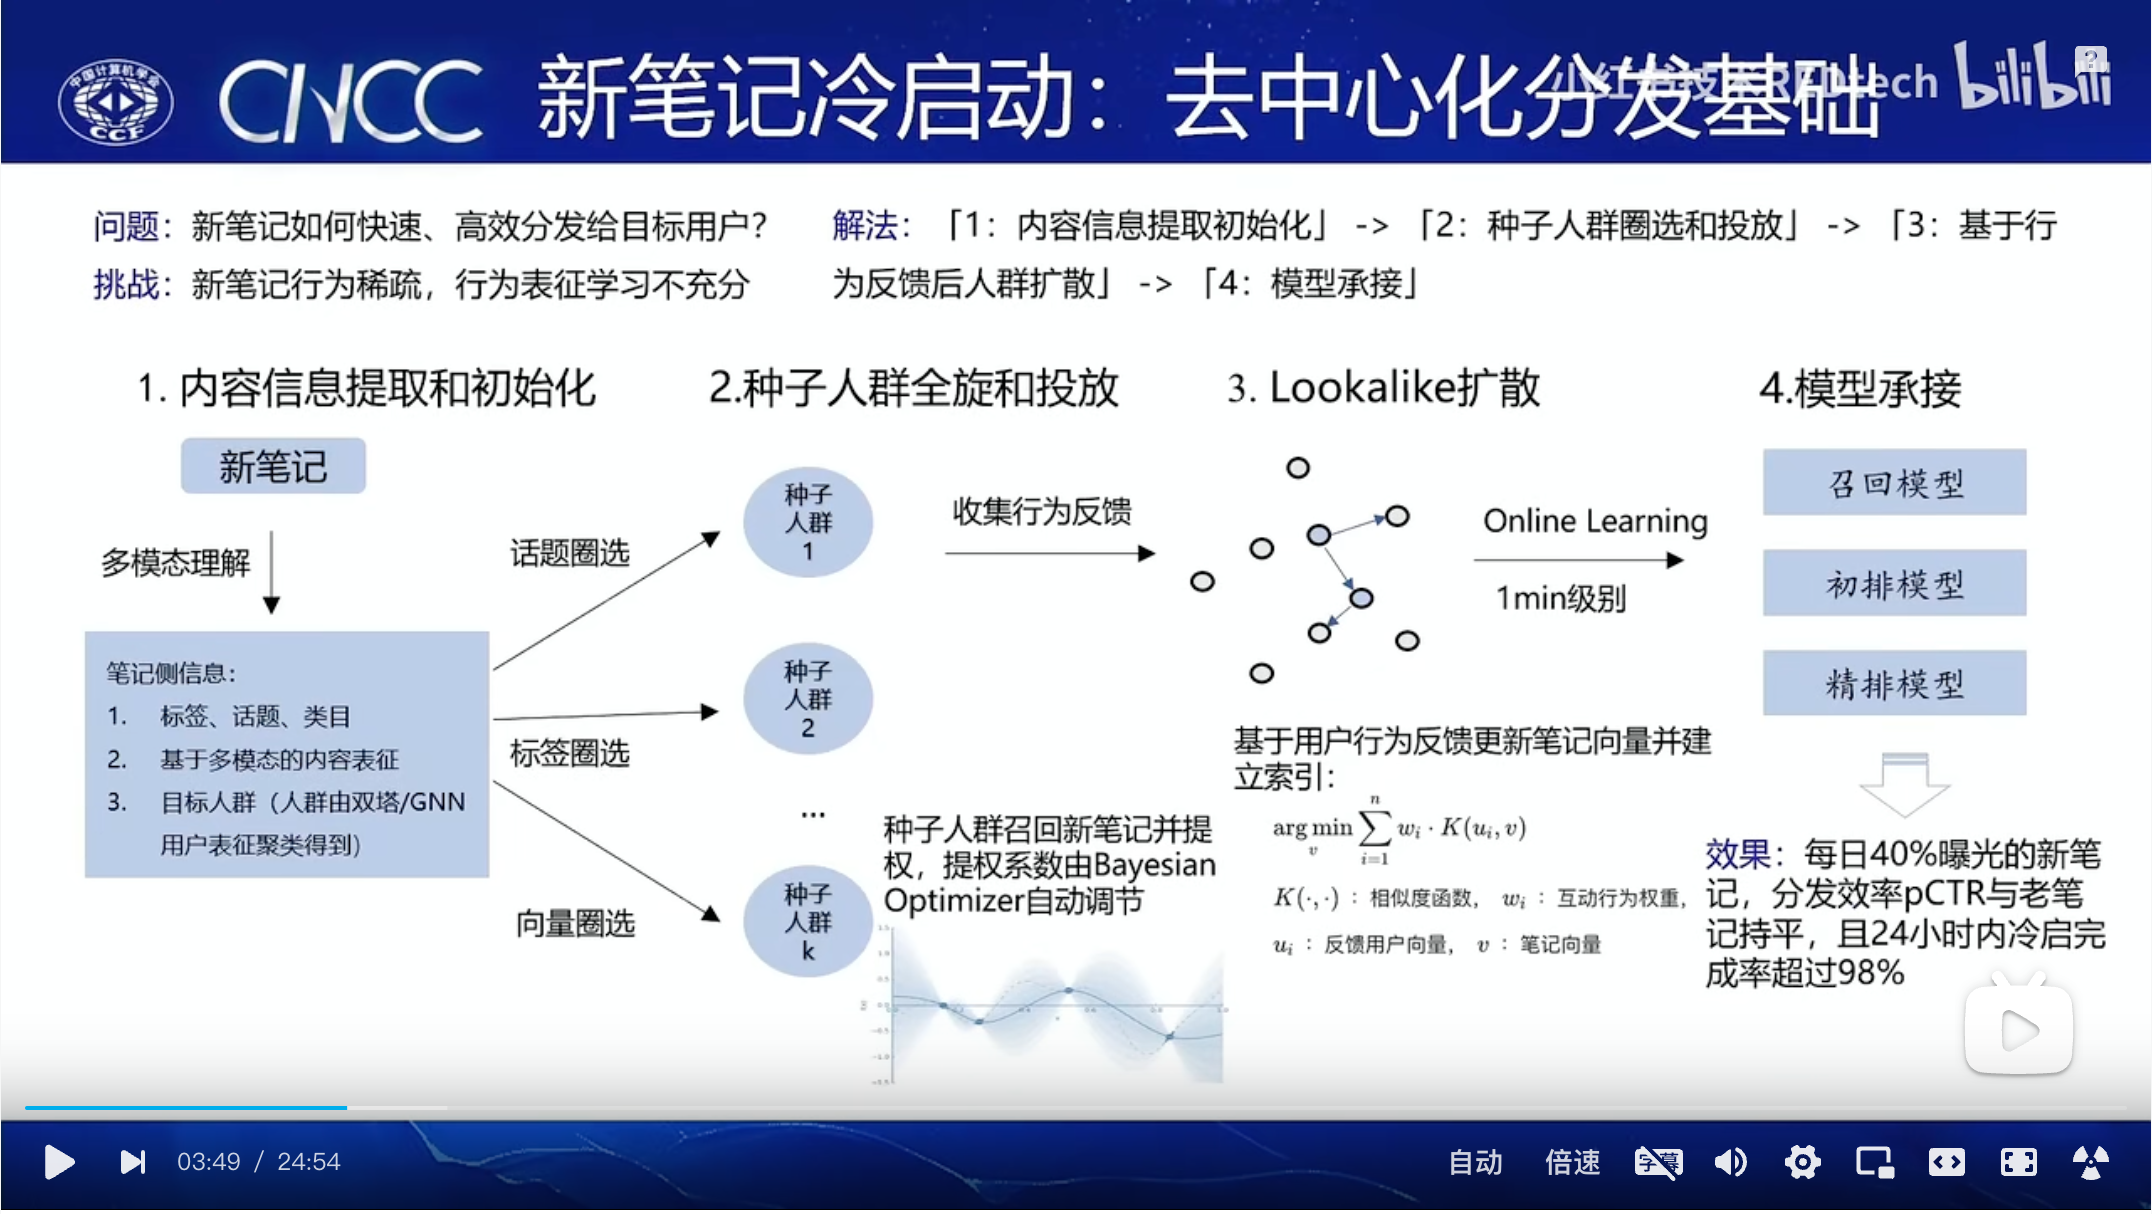 中国计算机学会
CCF
CNCC
新笔记冷启动：去中心化分发基础
小红书技术REDtech
bilibili
问题：新笔记如何快速、高效分发给目标用户？
挑战：新笔记行为稀疏，行为表征学习不充分
解法：「1：内容信息提取初始化」 -> 「2：种子人群圈选和投放」 -> 「3：基于行
为反馈后人群扩散」 -> 「4：模型承接」
1. 内容信息提取和初始化
新笔记
多模态理解
笔记侧信息：
1. 标签、话题、类目
2. 基于多模态的内容表征
3. 目标人群（人群由双塔/GNN
用户表征聚类得到）
话题圈选
标签圈选
向量圈选
2.种子人群全旋和投放
种子
人群
1
种子
人群
2
...
种子
人群
k
收集行为反馈
种子人群召回新笔记并提
权，提权系数由Bayesian
Optimizer自动调节
3. Lookalike扩散
Online Learning
1min级别
基于用户行为反馈更新笔记向量并建
立索引：
arg min_v ∑_{i=1}^{n} w_i · K(u_i, v)
K(·,·)：相似度函数， w_i：互动行为权重，
u_i：反馈用户向量， v：笔记向量
4.模型承接
召回模型
初排模型
精排模型
效果：每日40%曝光的新笔
记，分发效率pCTR与老笔
记持平，且24小时内冷启完
成率超过98%
03:49 / 24:54
自动
倍速
字幕